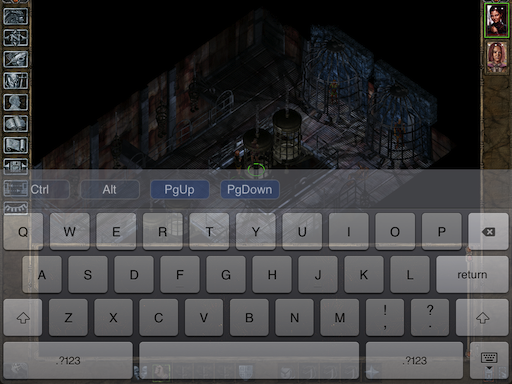 Ctrl Alt PgUp PgDown
Q W E R T Y U I O P
A S D F G H J K L return
Z X C V B N M ! , ? .
.?123 .?123